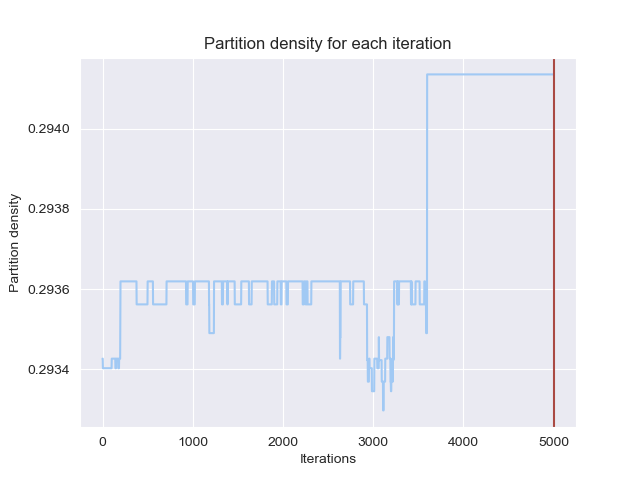 Partition density for each iteration
Partition density
0.2940
0.2938
0.2936
0.2934
0 1000 2000 3000 4000 5000
Iterations